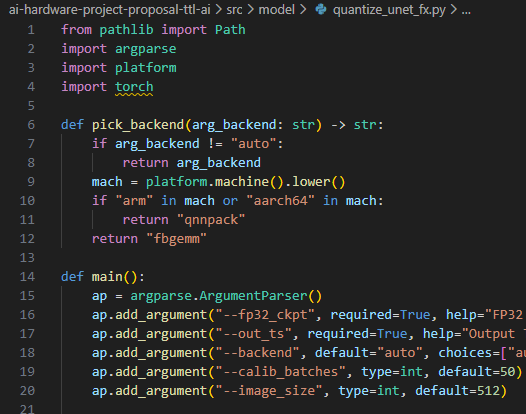 ai-hardware-project-proposal-ttl-ai > src > model > quantize_unet_fx.py > ...
1 from pathlib import Path
2 import argparse
3 import platform
4 import torch
5
6 def pick_backend(arg_backend: str) -> str:
7     if arg_backend != "auto":
8         return arg_backend
9     mach = platform.machine().lower()
10     if "arm" in mach or "aarch64" in mach:
11         return "qnnpack"
12     return "fbgemm"
13
14 def main():
15     ap = argparse.ArgumentParser()
16     ap.add_argument("--fp32_ckpt", required=True, help="FP32
17     ap.add_argument("--out_ts", required=True, help="Output T
18     ap.add_argument("--backend", default="auto", choices=["au
19     ap.add_argument("--calib_batches", type=int, default=50)
20     ap.add_argument("--image_size", type=int, default=512)
21